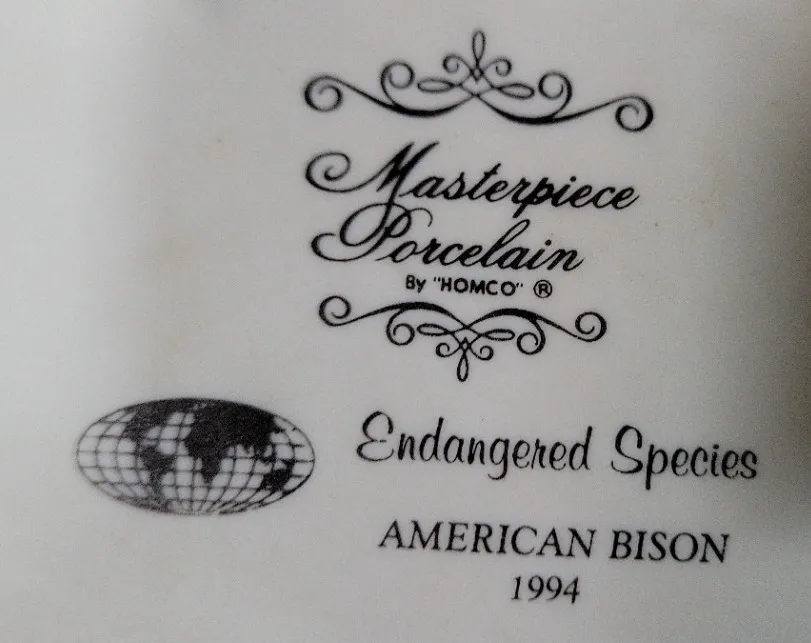 Masterpiece
Porcelain
By "HOMCO" ®
Endangered Species
AMERICAN BISON
1994